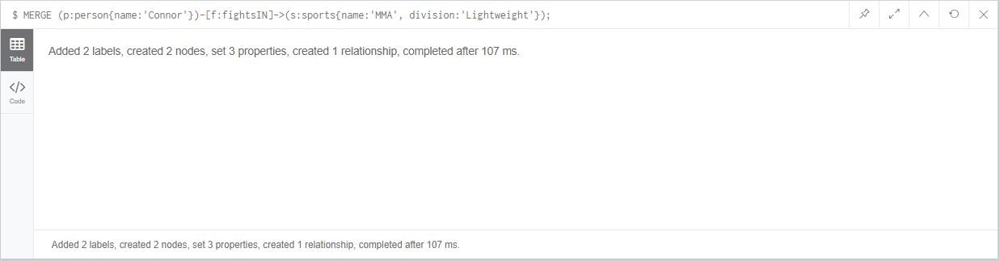 $ MERGE (p:person{name:'Connor'})-[f:fightsIN]->(s:sports{name:'MMA', division:'Lightweight'});
Table
Added 2 labels, created 2 nodes, set 3 properties, created 1 relationship, completed after 107 ms.
</> 
Code
Added 2 labels, created 2 nodes, set 3 properties, created 1 relationship, completed after 107 ms.